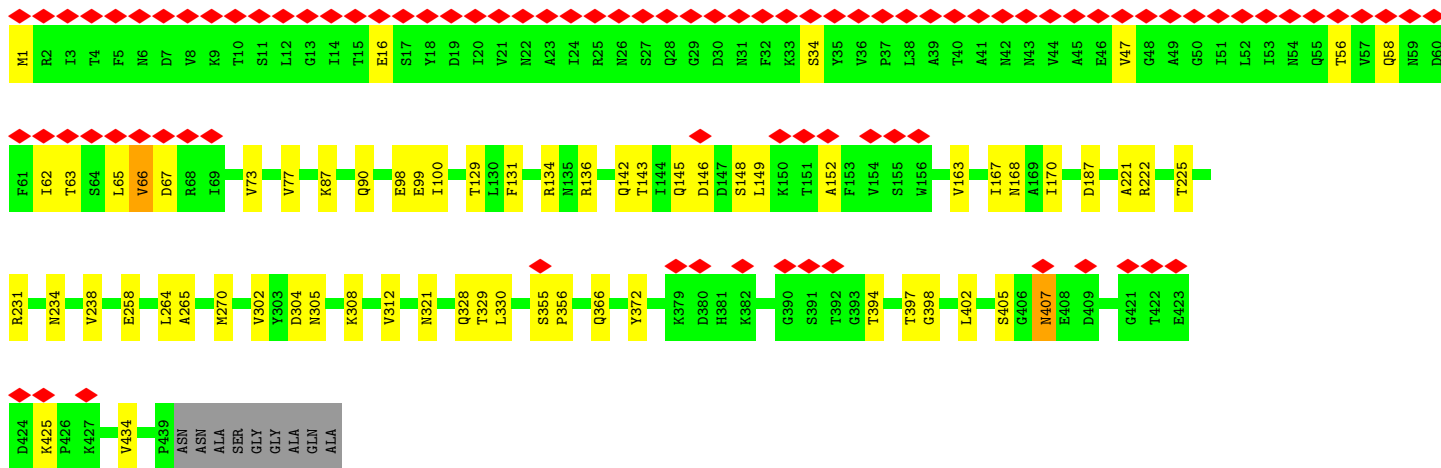 M1 R2 I3 T4 F5 N6 D7 V8 K9 T10 S11 L12 G13 I14 T15 E16 S17 Y18 D19 I20 V21 N22 A23 I24 R25 N26 S27 Q28 G29 D30 N31 F32 K33 S34 Y35 V36 P37 L38 A39 T40 A41 N42 N43 V44 A45 E46 V47 G48 A49 G50 I51 L52 I53 N54 Q55 T56 V57 Q58 N59 D60
F61 I62 T63 S64 L65 V66 D67 R68 I69 V73 V77 K87 Q90 E98 E99 I100 T129 L130 F131 R134 N135 R136 Q142 T143 I144 Q145 D146 D147 S148 L149 K150 T151 A152 F153 V154 S155 W156 V163 I167 N168 A169 I170 D187 A221 R222 T225
R231 N234 V238 E258 L264 A265 M270 V302 Y303 D304 N305 K308 V312 N321 Q328 T329 L330 S355 P356 Q366 Y372 K379 D380 H381 K382 G390 S391 T392 G393 T394 T397 G398 L402 S405 G406 N407 E408 D409 G421 T422 E423
D424 K425 P426 K427 V434 P439 ASN ASN ALA SER GLY GLY ALA GLN ALA